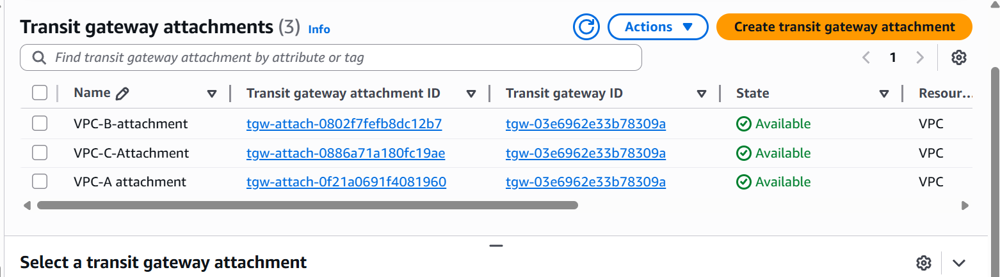 Transit gateway attachments (3) Info Actions Create transit gateway attachment
Find transit gateway attachment by attribute or tag 1
Name Transit gateway attachment ID Transit gateway ID State Resour...
VPC-B-attachment tgw-attach-0802f7fefb8dc12b7 tgw-03e6962e33b78309a Available VPC
VPC-C-Attachment tgw-attach-0886a71a180fc19ae tgw-03e6962e33b78309a Available VPC
VPC-A attachment tgw-attach-0f21a0691f4081960 tgw-03e6962e33b78309a Available VPC
Select a transit gateway attachment